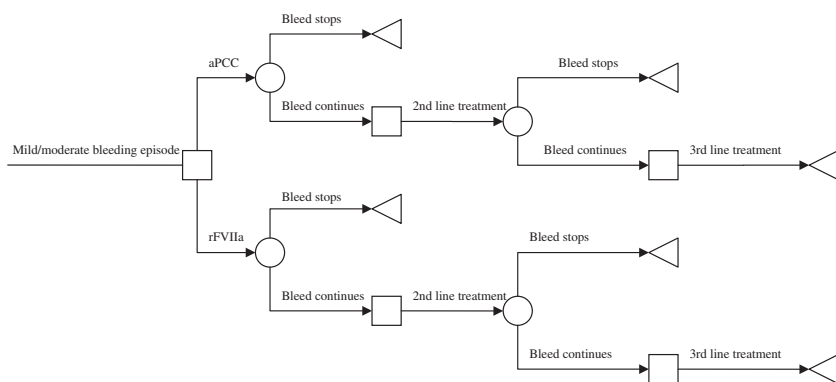 Bleed stops
aPCC
Bleed stops
Bleed continues
2nd line treatment
Mild/moderate bleeding episode
Bleed continues
3rd line treatment
Bleed stops
rFVIIa
Bleed stops
Bleed continues
2nd line treatment
Bleed continues
3rd line treatment